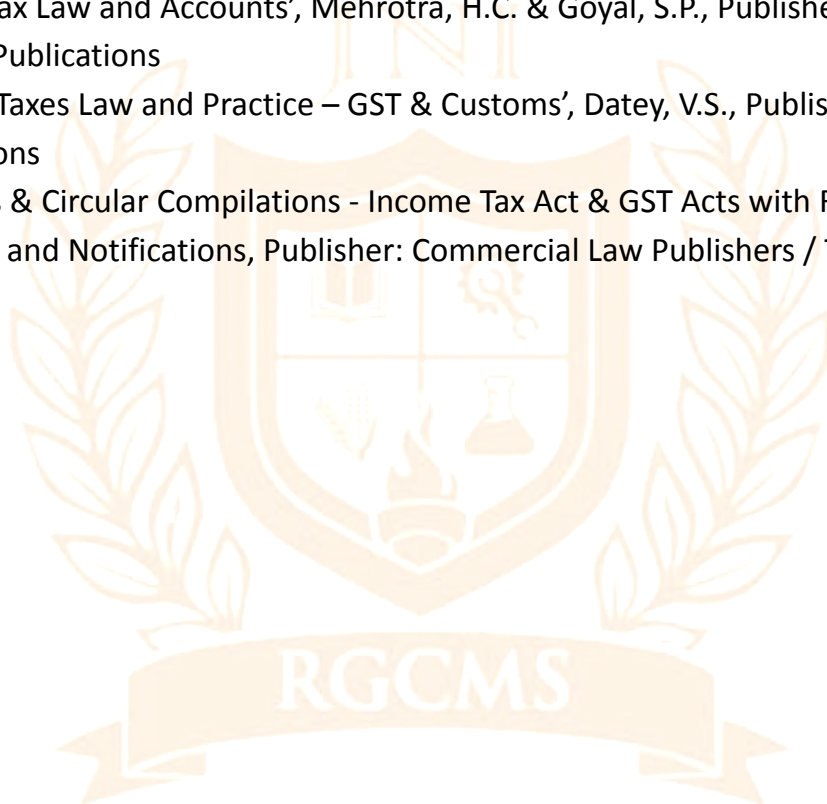 ax Law and Accounts’, Mehrotra, H.C. & Goyal, S.P., Publishe
Publications
Taxes Law and Practice – GST & Customs’, Datey, V.S., Publis
ons
& Circular Compilations - Income Tax Act & GST Acts with
and Notifications, Publisher: Commercial Law Publishers /
RGCMS